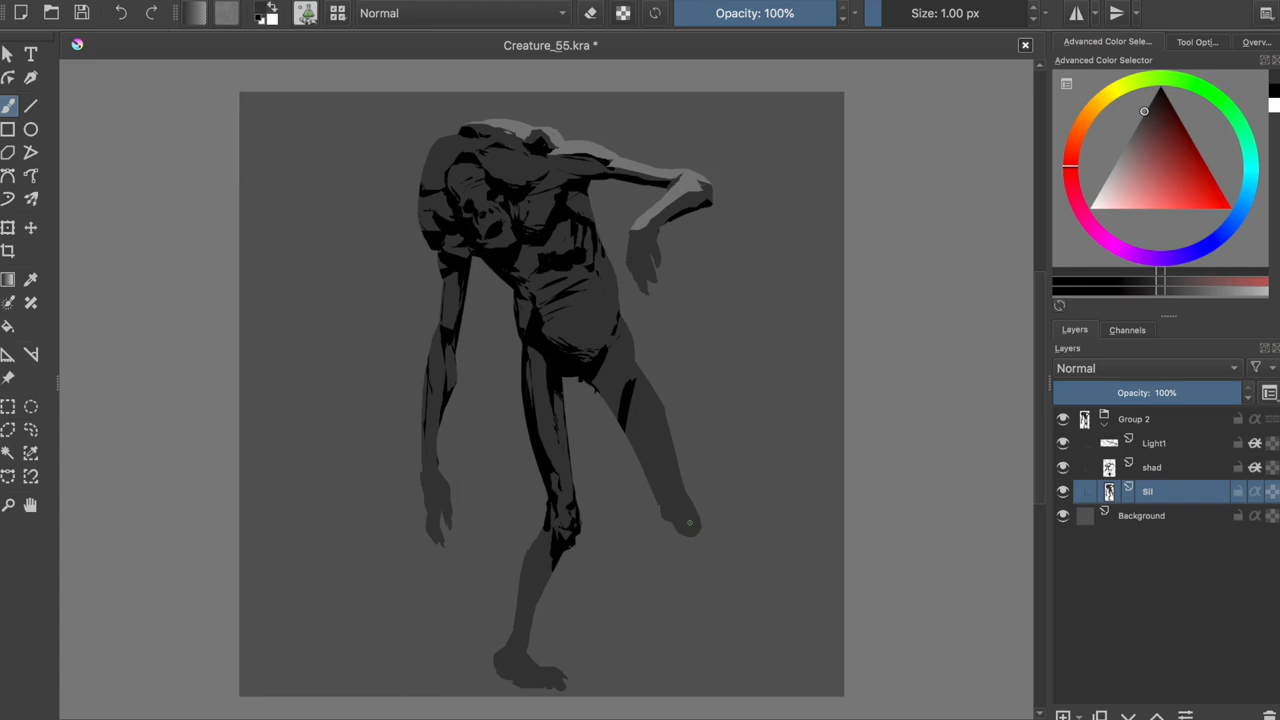 Normal
Opacity: 100%
Size: 1.00 px
Creature_55.kra *
Advanced Color Sele...
Tool Opti...
Overv...
Advanced Color Selector
Layers
Channels
Layers
Normal
Opacity: 100%
Group 2
Light1
shad
Sil
Background